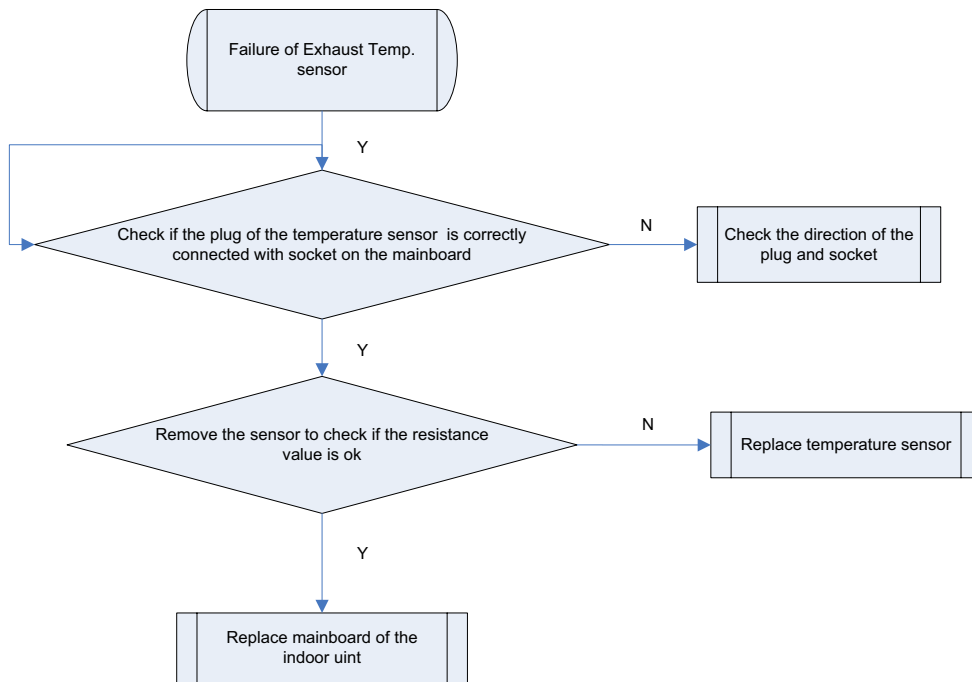 Failure of Exhaust Temp.
sensor
Y
Check if the plug of the temperature sensor is correctly
connected with socket on the mainboard
N
Check the direction of the
plug and socket
Y
Remove the sensor to check if the resistance
value is ok
N
Replace temperature sensor
Y
Replace mainboard of the
indoor uint